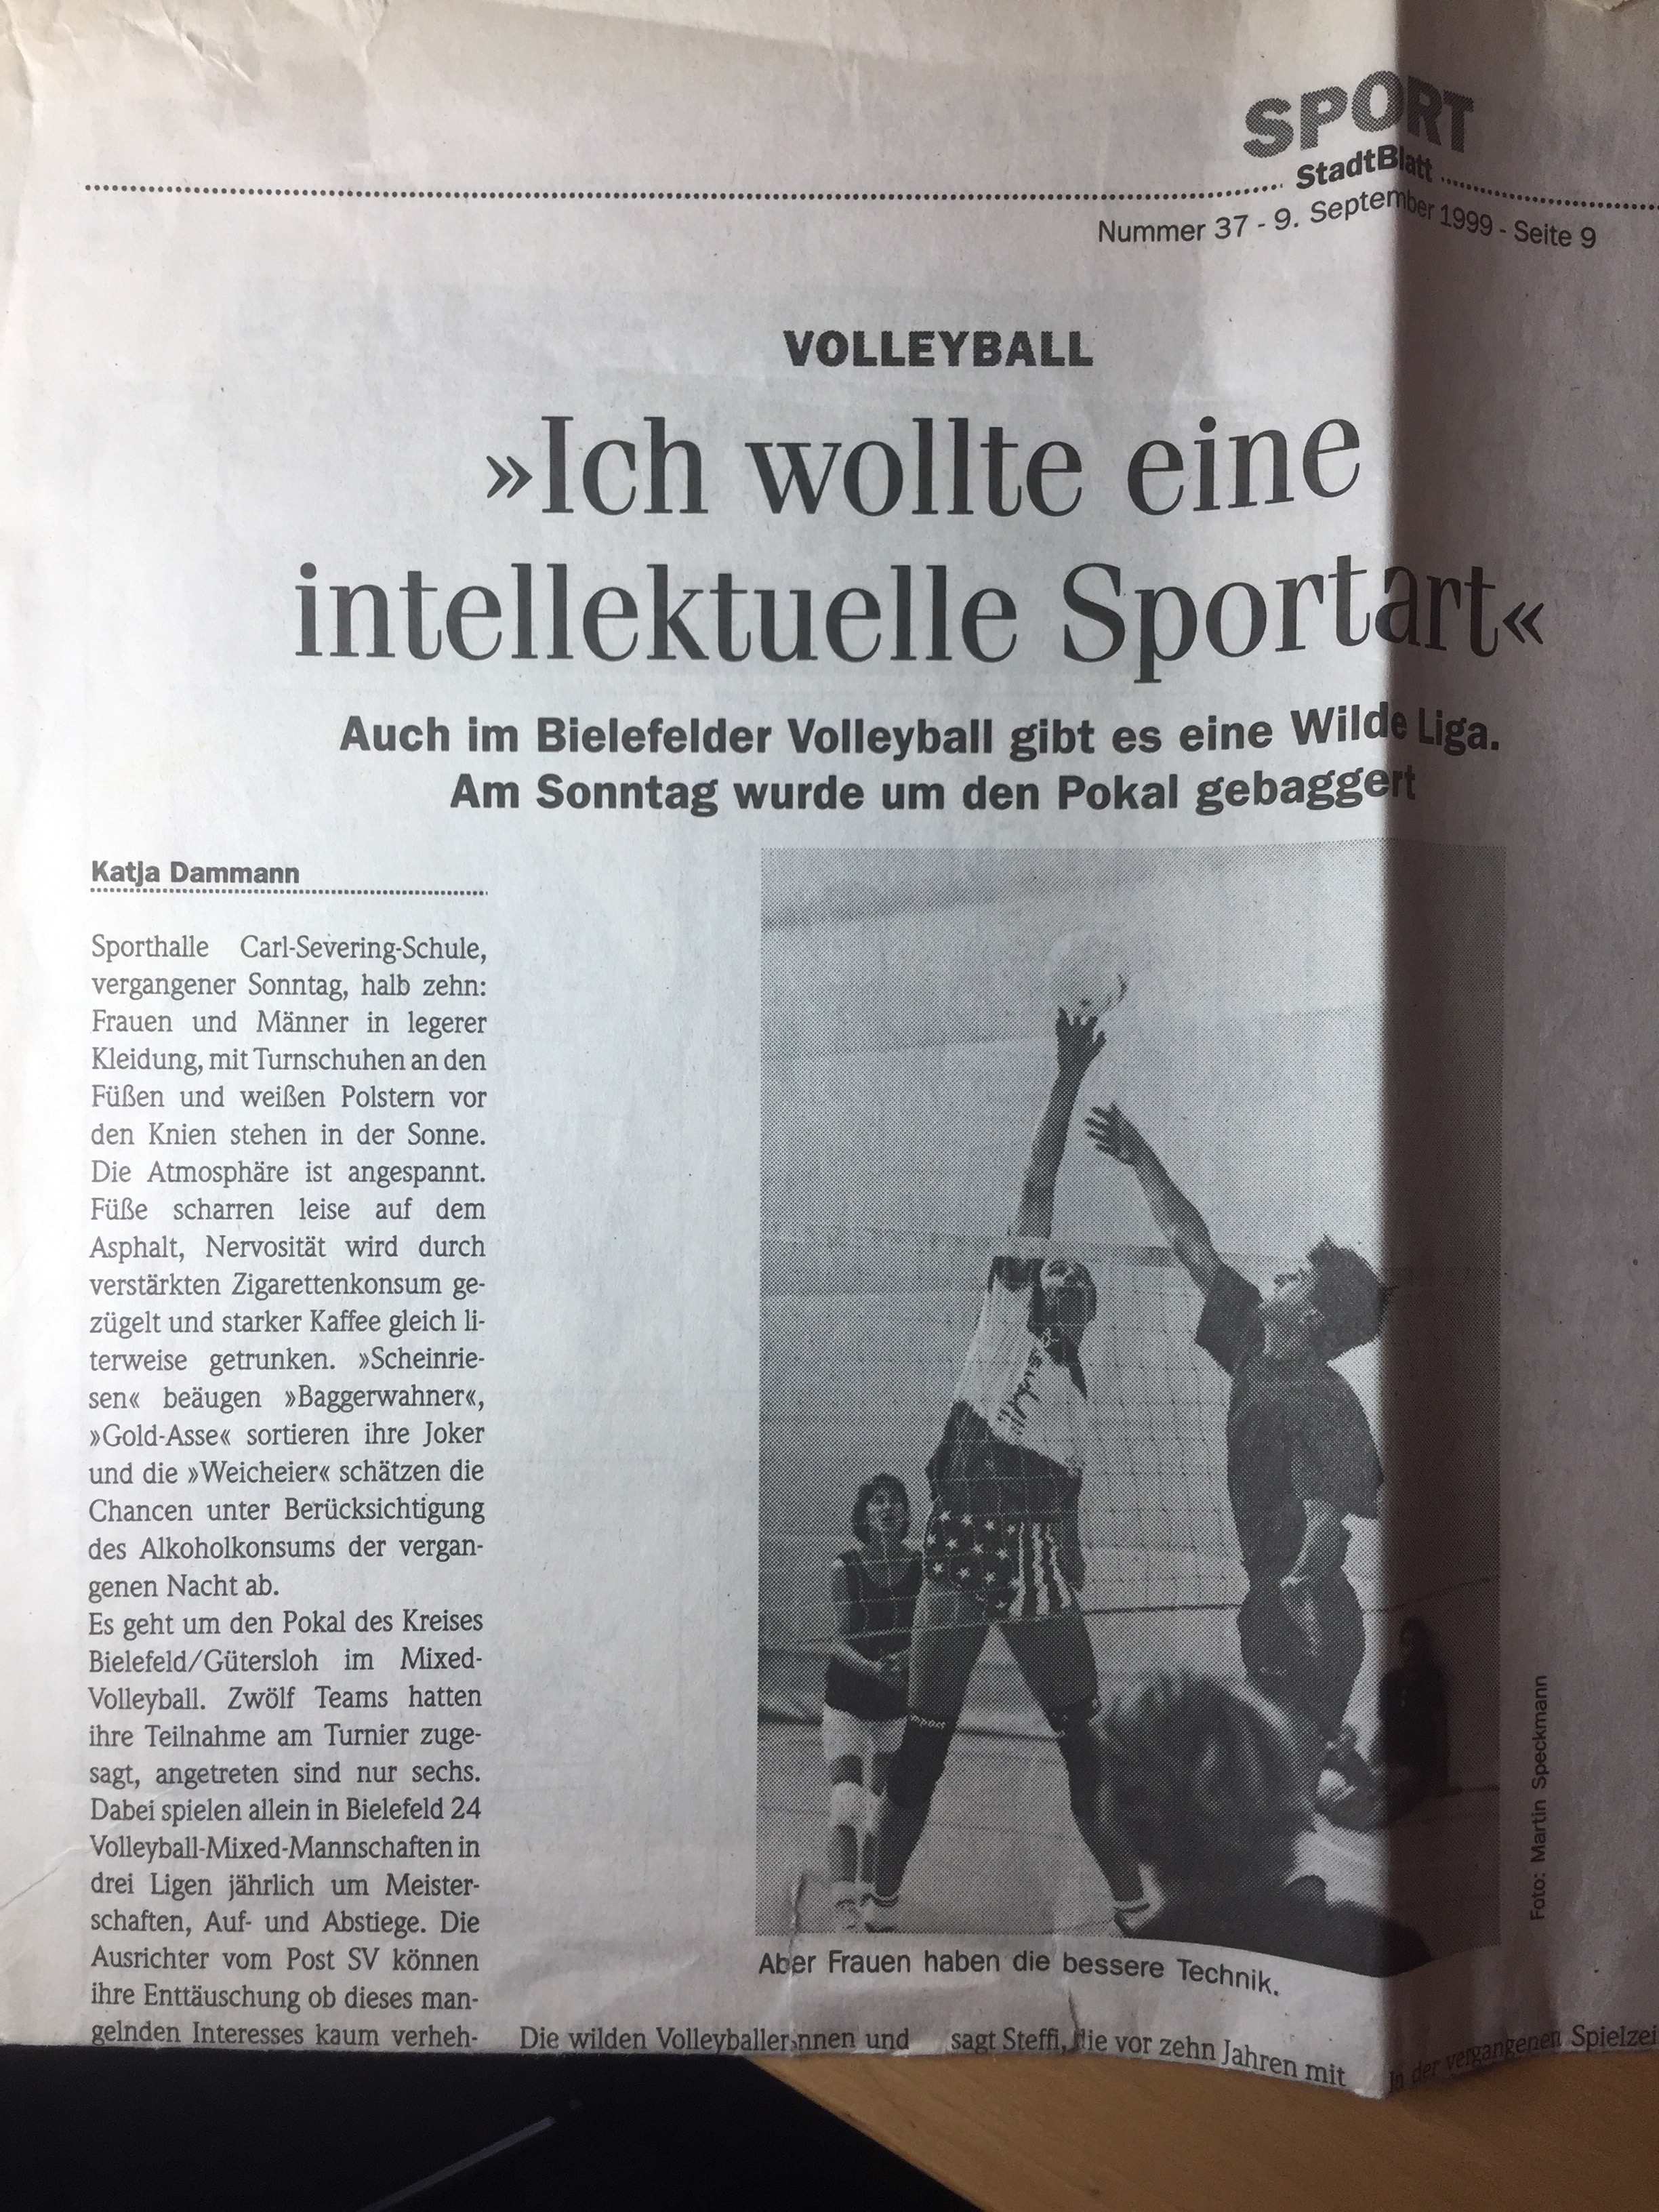 SPORT
StadtBlatt
Nummer 37 - 9. September 1999 - Seite 9
VOLLEYBALL
»Ich wollte eine
intellektuelle Sportart«
Auch im Bielefelder Volleyball gibt es eine Wilde Liga.
Am Sonntag wurde um den Pokal gebaggert
Katja Dammann
Sporthalle Carl-Severing-Schule,
vergangener Sonntag, halb zehn:
Frauen und Männer in legerer
Kleidung, mit Turnschuhen an den
Füßen und weißen Polstern vor
den Knien stehen in der Sonne.
Die Atmosphäre ist angespannt.
Füße scharren leise auf dem
Asphalt, Nervosität wird durch
verstärkten Zigarettenkonsum ge-
zügelt und starker Kaffee gleich li-
terweise getrunken. »Scheinrie-
sen« beäugen »Baggerwahner«,
»Gold-Asse« sortieren ihre Joker
und die »Weicheier« schätzen die
Chancen unter Berücksichtigung
des Alkoholkonsums der vergan-
genen Nacht ab.
Es geht um den Pokal des Kreises
Bielefeld/Gütersloh im Mixed-
Volleyball. Zwölf Teams hatten
ihre Teilnahme am Turnier zuge-
sagt, angetreten sind nur sechs.
Dabei spielen allein in Bielefeld 24
Volleyball-Mixed-Mannschaften in
drei Ligen jährlich um Meister-
schaften, Auf- und Abstiege. Die
Ausrichter vom Post SV können
ihre Enttäuschung ob dieses man-
gelnden Interesses kaum verheh-
Foto: Martin Speckmann
Aber Frauen haben die bessere Technik.
Die wilden VolleyballerInnen und
sagt Steffi, die vor zehn Jahren mit
In der vergangenen Spielzei